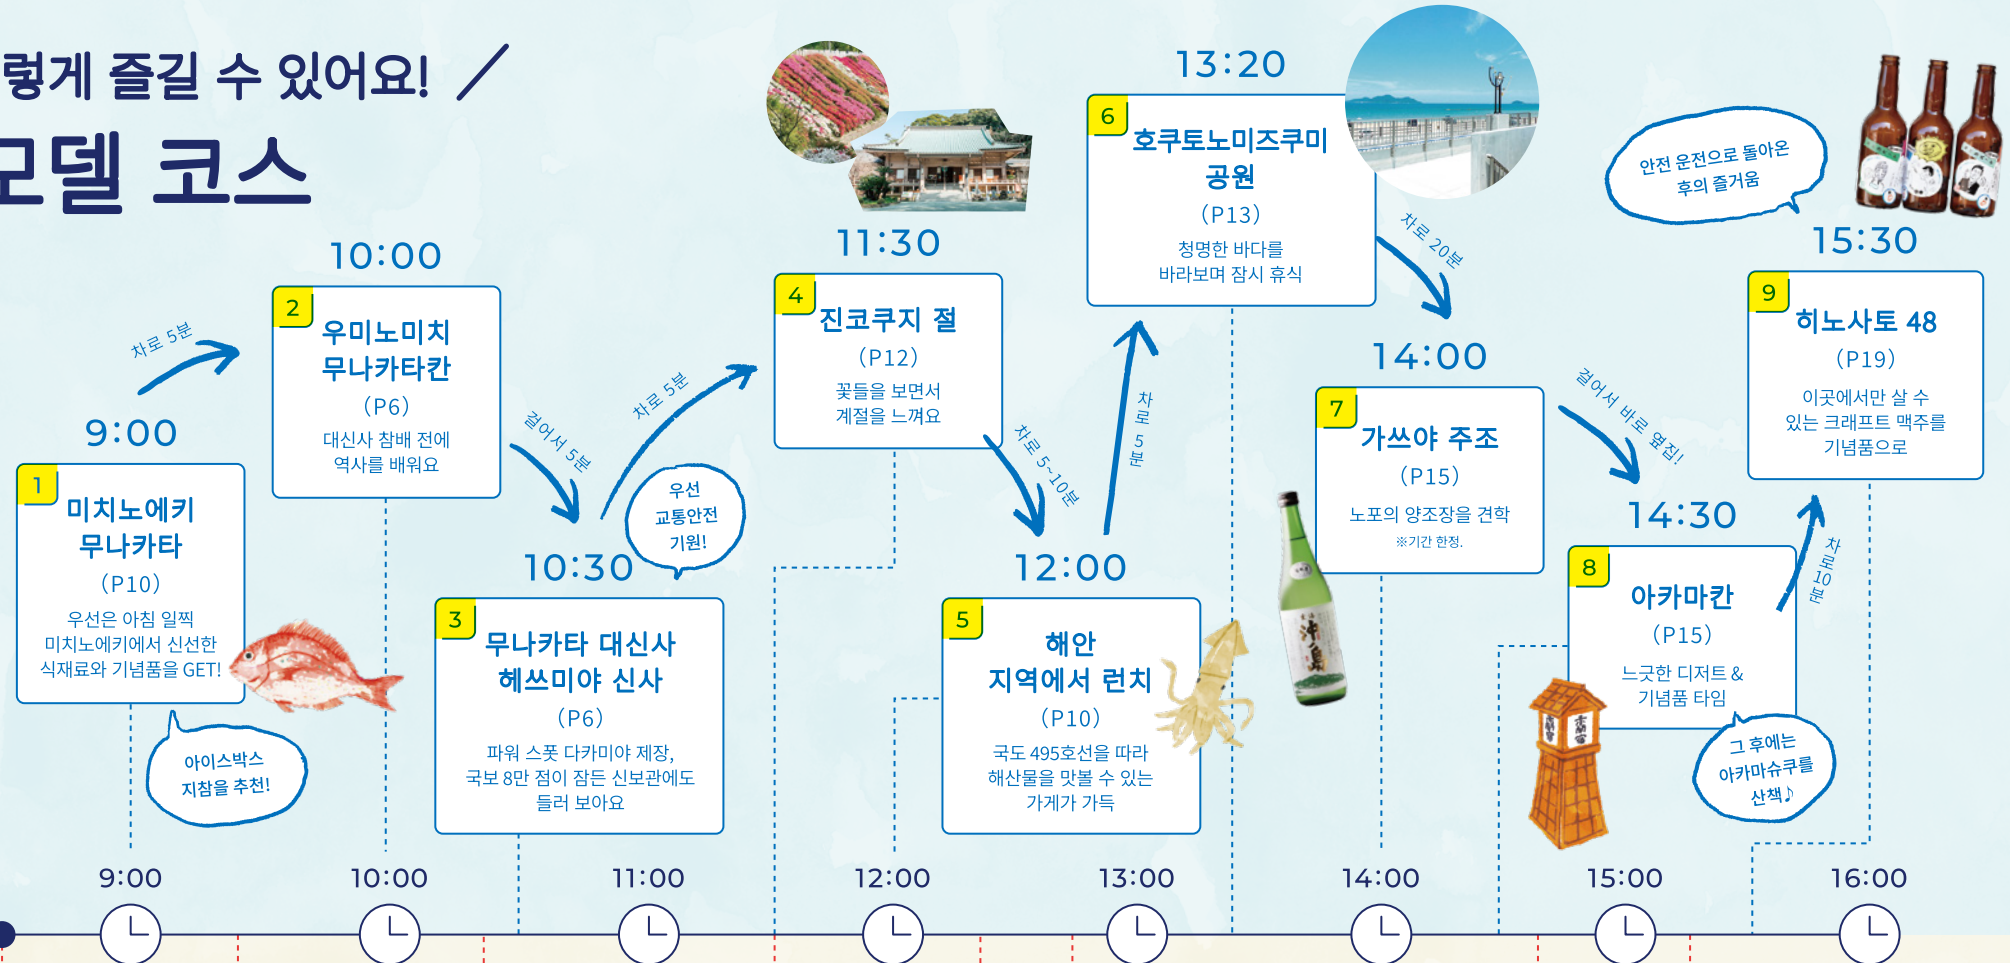 렇게 즐길 수 있어요!
모델 코스
9:00
1
미치노에키
무나카타
(P10)
우선은 아침 일찍
미치노에키에서 신선한
식재료와 기념품을 GET!
아이스박스
지참을 추천!
차로 5분
10:00
2
우미노미치
무나카타칸
(P6)
대신사 참배 전에
역사를 배워요
걸어서 5분
10:30
3
무나카타 대신사
헤쓰미야 신사
(P6)
파워 스폿 다카미야 제장,
국보 8만 점이 잠든 신보관에도
들러 보아요
우선
교통안전
기원!
차로 5분
11:30
4
진코쿠지 절
(P12)
꽃들을 보면서
계절을 느껴요
차로 5~10분
12:00
5
해안
지역에서 런치
(P10)
국도 495호선을 따라
해산물을 맛볼 수 있는
가게가 가득
차로 5분
13:20
6
호쿠토노미즈쿠미
공원
(P13)
청명한 바다를
바라보며 잠시 휴식
차로 20분
14:00
7
가쓰야 주조
(P15)
노포의 양조장을 견학
※기간 한정.
沖ノ島
걸어서 바로 옆집!
14:30
8
아카마칸
(P15)
느긋한 디저트 &
기념품 타임
그 후에는
아카마슈쿠를
산책♪
차로10분
15:30
9
히노사토 48
(P19)
이곳에서만 살 수
있는 크래프트 맥주를
기념품으로
안전 운전으로 돌아온
후의 즐거움
9:00
10:00
11:00
12:00
13:00
14:00
15:00
16:00